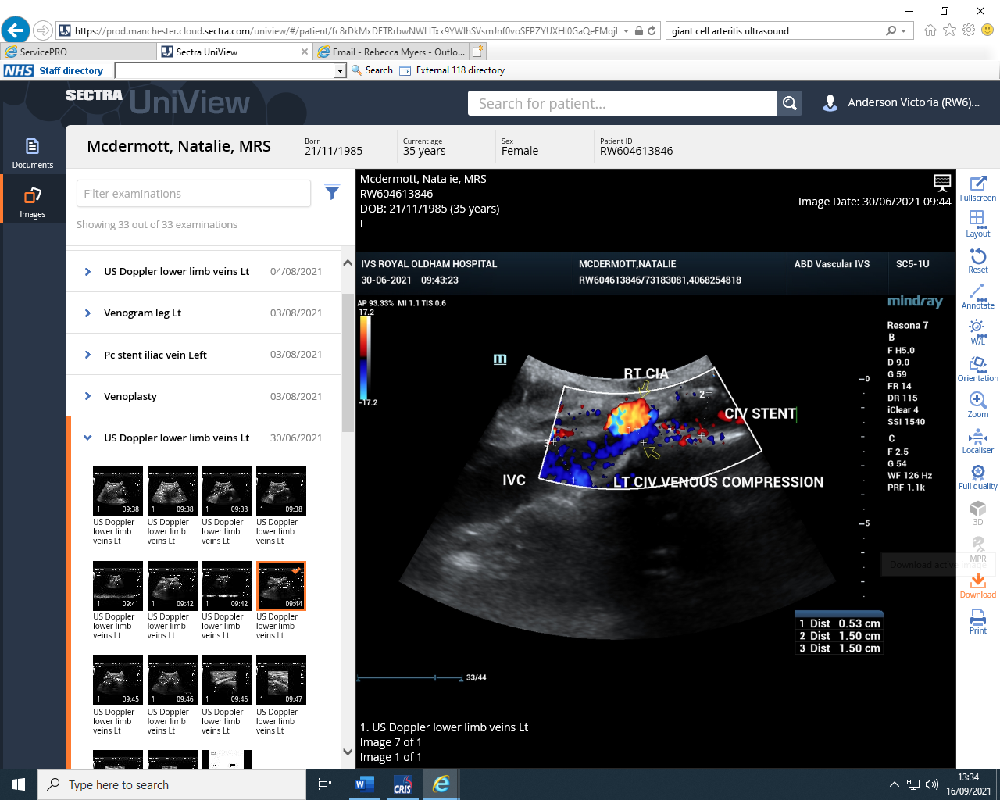 https://prod.manchester.cloud.sectra.com/uniview/#/patient/fc8rDkMxDETRrbwNWLITxx9YWIhSVsmJnf0voSFPZYUXHI0GaQeFMqjl
giant cell arteritis ultrasound
ServicePRO
Sectra UniView
Email - Rebecca Myers - Outlo...
NHS Staff directory
Search
External 118 directory
SECTRA UniView
Search for patient...
Anderson Victoria (RW6)...
Documents
Images
Mcdermott, Natalie, MRS
Born
21/11/1985
Current age
35 years
Sex
Female
Patient ID
RW604613846
Filter examinations
Showing 33 out of 33 examinations
US Doppler lower limb veins Lt 04/08/2021
Venogram leg Lt 03/08/2021
Pc stent iliac vein Left 03/08/2021
Venoplasty 03/08/2021
US Doppler lower limb veins Lt 30/06/2021
1 09:38 1 09:38 1 09:38 1 09:38
US Doppler US Doppler US Doppler US Doppler
lower limb lower limb lower limb lower limb
veins Lt veins Lt veins Lt veins Lt
1 09:41 1 09:42 1 09:42 1 09:44
US Doppler US Doppler US Doppler US Doppler
lower limb lower limb lower limb lower limb
veins Lt veins Lt veins Lt veins Lt
1 09:45 1 09:46 1 09:46 1 09:47
US Doppler US Doppler US Doppler US Doppler
lower limb lower limb lower limb lower limb
veins Lt veins Lt veins Lt veins Lt
Mcdermott, Natalie, MRS
RW604613846
DOB: 21/11/1985 (35 years)
F
Image Date: 30/06/2021 09:44
IVS ROYAL OLDHAM HOSPITAL
30-06-2021 09:43:23
MCDERMOTT,NATALIE
RW604613846/73183081,4068254818
ABD Vascular IVS
SC5-1U
AP 93.33% MI 1.1 TIS 0.6
17.2
-17.2
m
RT CIA
2
CIV STENT
1
3
IVC
LT CIV VENOUS COMPRESSION
0
5
mindray
Resona 7
B
F H5.0
D 9.0
G 59
FR 14
DR 115
iClear 4
SSI 1540
C
F 2.5
G 54
WF 126 Hz
PRF 1.1k
1 Dist 0.53 cm
2 Dist 1.50 cm
3 Dist 1.50 cm
33/44
1. US Doppler lower limb veins Lt
Image 7 of 1
Image 1 of 1
Fullscreen
Layout
Reset
Annotate
W/L
Orientation
Zoom
Localiser
Full quality
3D
MPR
Download active image
Download
Print
Type here to search
W
CRIS
13:34
16/09/2021